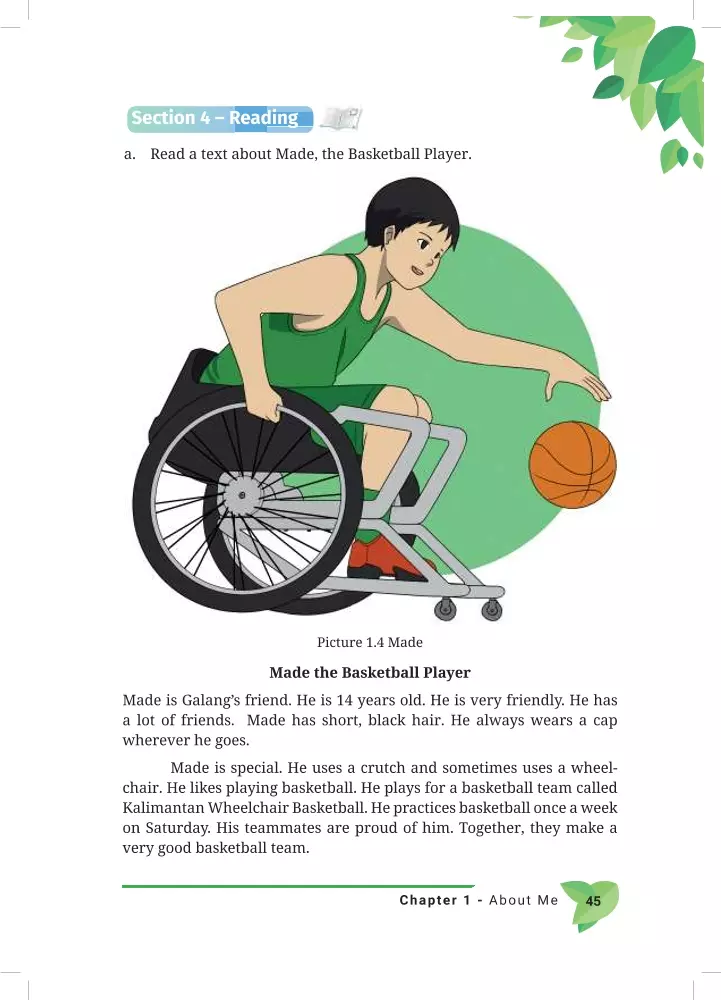 Section 4 – Reading
a. Read a text about Made, the Basketball Player.
Picture 1.4 Made
Made the Basketball Player
Made is Galang’s friend. He is 14 years old. He is very friendly. He has
a lot of friends. Made has short, black hair. He always wears a cap
wherever he goes.
Made is special. He uses a crutch and sometimes uses a wheel-
chair. He likes playing basketball. He plays for a basketball team called
Kalimantan Wheelchair Basketball. He practices basketball once a week
on Saturday. His teammates are proud of him. Together, they make a
very good basketball team.
Chapter 1 - About Me 45